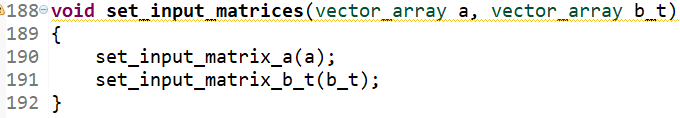 188 void set_input_matrices(vector_array a, vector_array b_t)
189 {
190     set_input_matrix_a(a);
191     set_input_matrix_b_t(b_t);
192 }